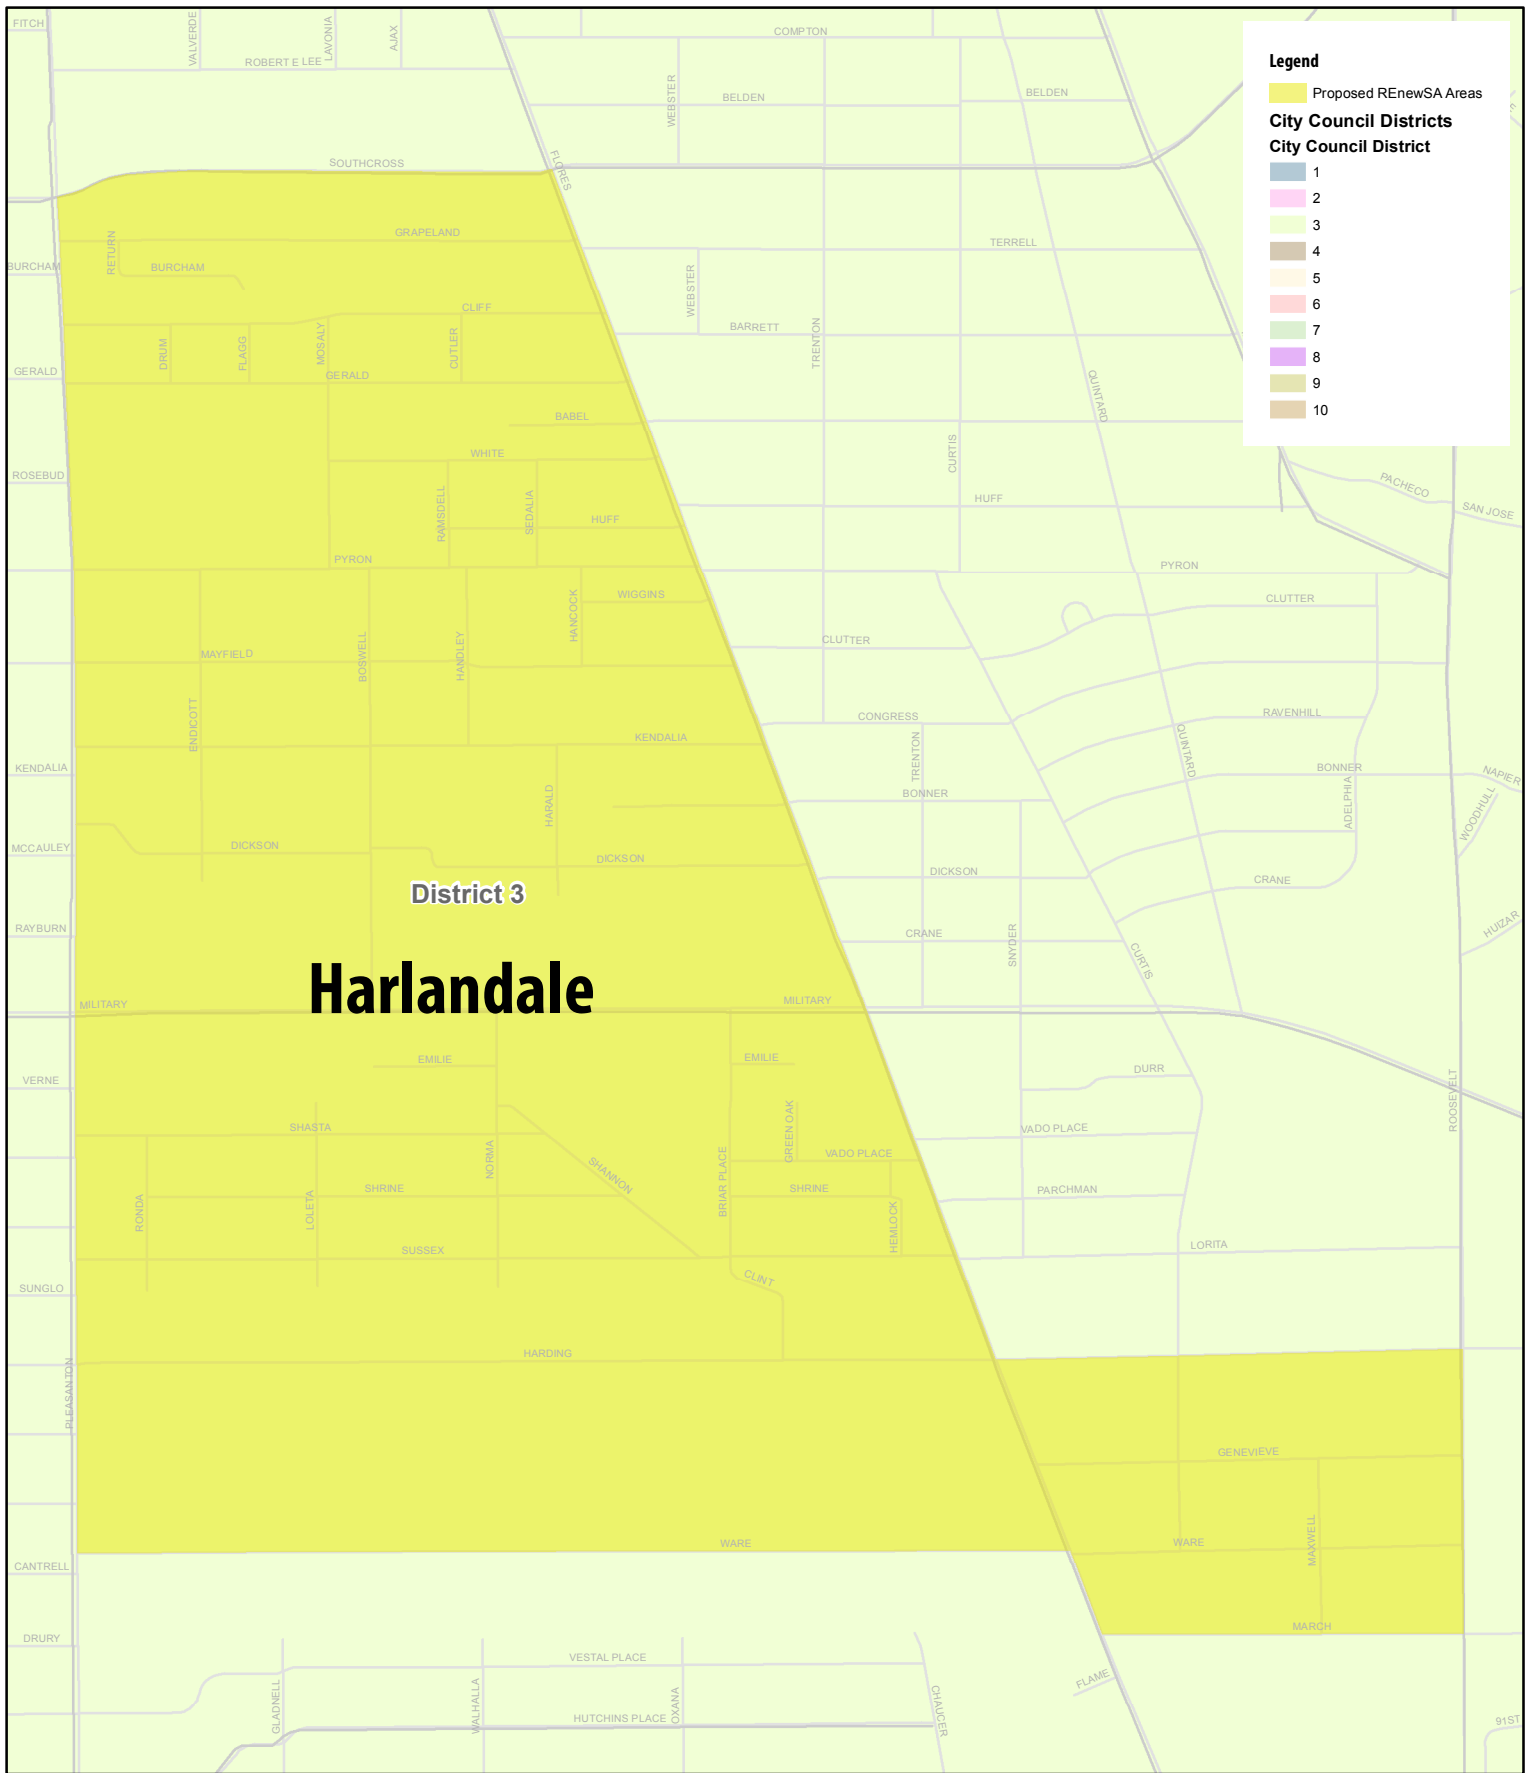 FITCH
VALVERDE
LAVONIA
AJAX
ROBERT E LEE
COMPTON
WEBSTER
BELDEN
BELDEN
Legend
Proposed REnewSA Areas
City Council Districts
City Council District
1
2
3
4
5
6
7
8
9
10
SOUTHCROSS
FLORES
GRAPELAND
RETURN
BURCHAM
BURCHAM
TERRELL
WEBSTER
CLIFF
DRUM
FLAGG
MOSALY
CUTLER
BARRETT
TRENTON
GERALD
GERALD
QUINTARD
BABEL
WHITE
CURTIS
ROSEBUD
RAMSDELL
SEDALIA
HUFF
HUFF
PACHECO
SAN JOSE
PYRON
PYRON
HANCOCK
WIGGINS
CLUTTER
CLUTTER
MAYFIELD
BOSWELL
HANDLEY
ENDICOTT
CONGRESS
RAVENHILL
KENDALIA
KENDALIA
TRENTON
QUINTARD
BONNER
NAPIER
HARALD
BONNER
ADELPHIA
WOODHULL
MCCAULEY
DICKSON
DICKSON
DICKSON
CRANE
District 3
RAYBURN
CRANE
SNYDER
CURTIS
HUIZAR
Harlandale
MILITARY
MILITARY
EMILIE
EMILIE
DURR
VERNE
ROOSEVELT
SHASTA
GREEN OAK
VADO PLACE
VADO PLACE
NORMA
SHANNON
BRIAR PLACE
SHRINE
SHRINE
PARCHMAN
RONDA
LOLETA
HEMLOCK
SUSSEX
LORITA
CLINT
SUNGLO
HARDING
PLEASANTON
GENEVIEVE
WARE
WARE
MAXWELL
CANTRELL
MARCH
DRURY
VESTAL PLACE
FLAME
GLADNELL
WALHALLA
OXANA
CHAUCER
HUTCHINS PLACE
91ST